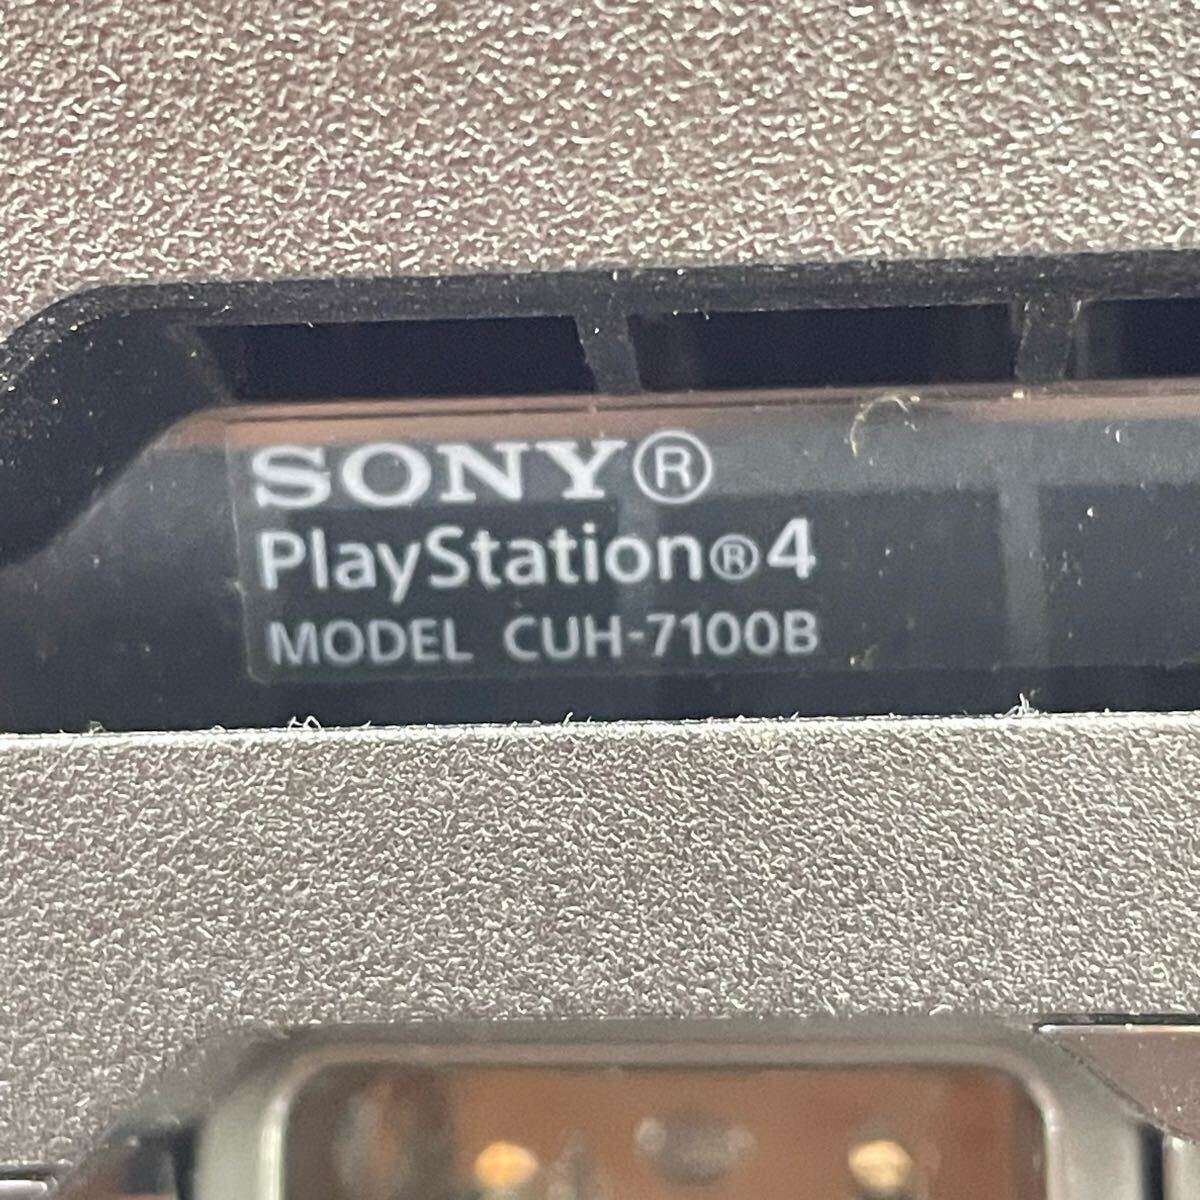 SONY®
PlayStation®4
MODEL CUH-7100B